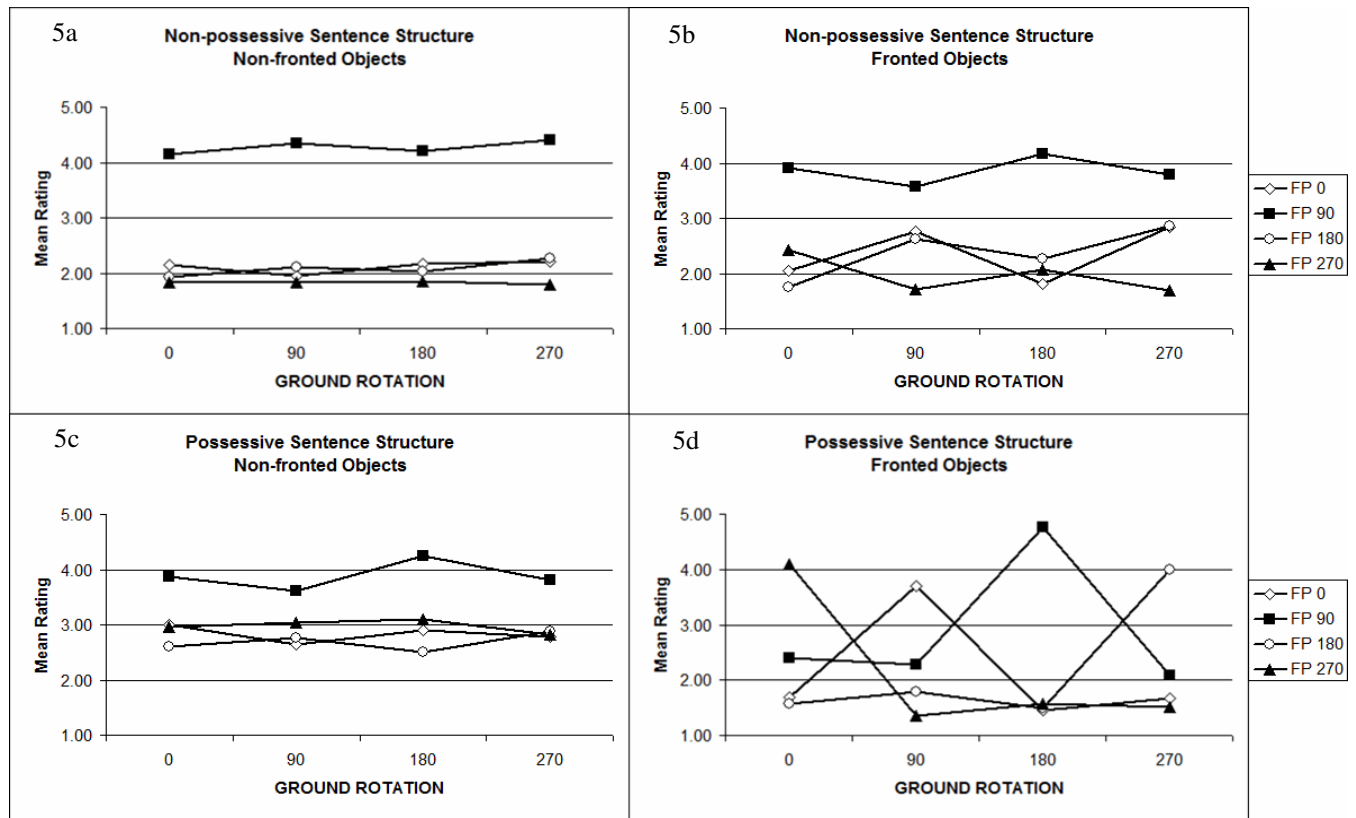 5a
Non-possessive Sentence Structure
Non-fronted Objects
5.00
4.00
3.00
2.00
1.00
Mean Rating
0 90 180 270
GROUND ROTATION
5b
Non-possessive Sentence Structure
Fronted Objects
5.00
4.00
3.00
2.00
1.00
Mean Rating
0 90 180 270
GROUND ROTATION
FP 0
FP 90
FP 180
FP 270
5c
Possessive Sentence Structure
Non-fronted Objects
5.00
4.00
3.00
2.00
1.00
Mean Rating
0 90 180 270
GROUND ROTATION
5d
Possessive Sentence Structure
Fronted Objects
5.00
4.00
3.00
2.00
1.00
Mean Rating
0 90 180 270
GROUND ROTATION
FP 0
FP 90
FP 180
FP 270